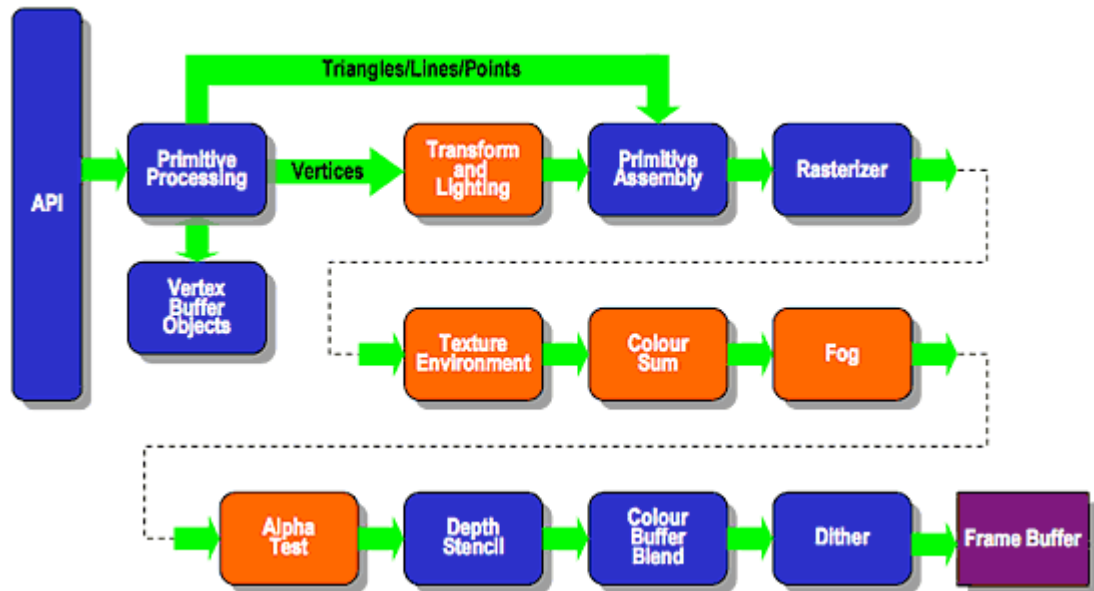 Triangles/Lines/Points
API
Primitive
Processing
Vertices
Transform
and
Lighting
Primitive
Assembly
Rasterizer
Vertex
Buffer
Objects
Texture
Environment
Colour
Sum
Fog
Alpha
Test
Depth
Stencil
Colour
Buffer
Blend
Dither
Frame Buffer